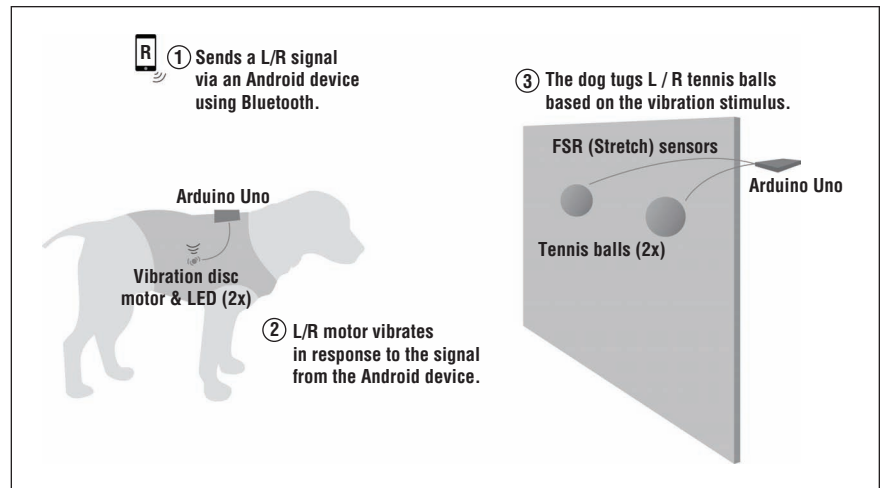 R
1 Sends a L/R signal
via an Android device
using Bluetooth.
Arduino Uno
Vibration disc
motor & LED (2x)
2 L/R motor vibrates
in response to the signal
from the Android device.
3 The dog tugs L / R tennis balls
based on the vibration stimulus.
FSR (Stretch) sensors
Arduino Uno
Tennis balls (2x)